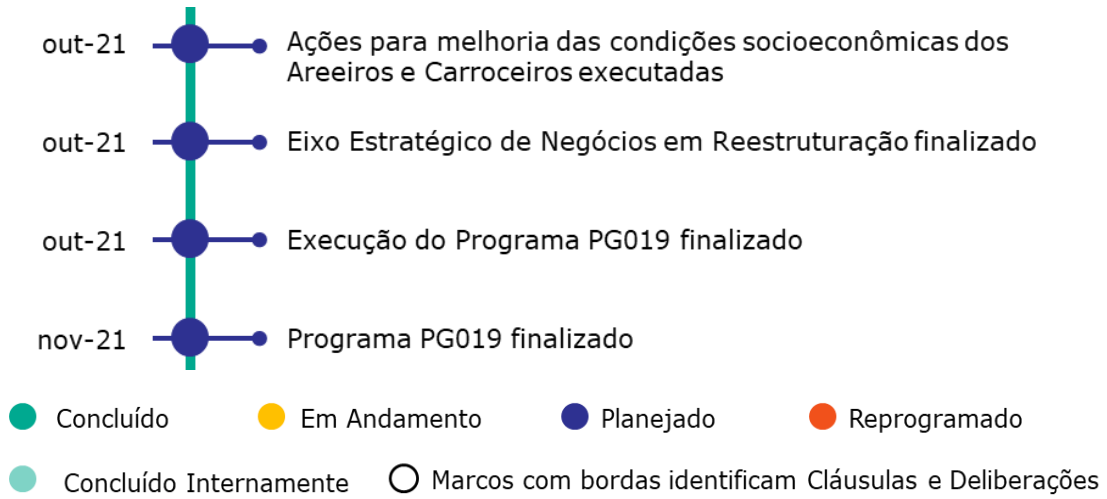 out-21 Ações para melhoria das condições socioeconômicas dos
Areeiros e Carroceiros executadas
out-21 Eixo Estratégico de Negócios em Reestruturação finalizado
out-21 Execução do Programa PG019 finalizado
nov-21 Programa PG019 finalizado
Concluído Em Andamento Planejado Reprogramado
Concluído Internamente Marcos com bordas identificam Cláusulas e Deliberações